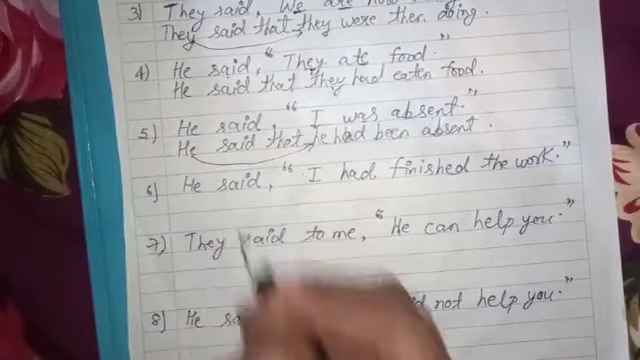 3) They said, We are now
They said that they were then doing.
4) He said, "They ate food."
He said that they had eaten food.
5) He said, "I was absent."
He said that he had been absent.
6) He said, "I had finished the work."
7) They said to me, "He can help you."
8) He not help you."